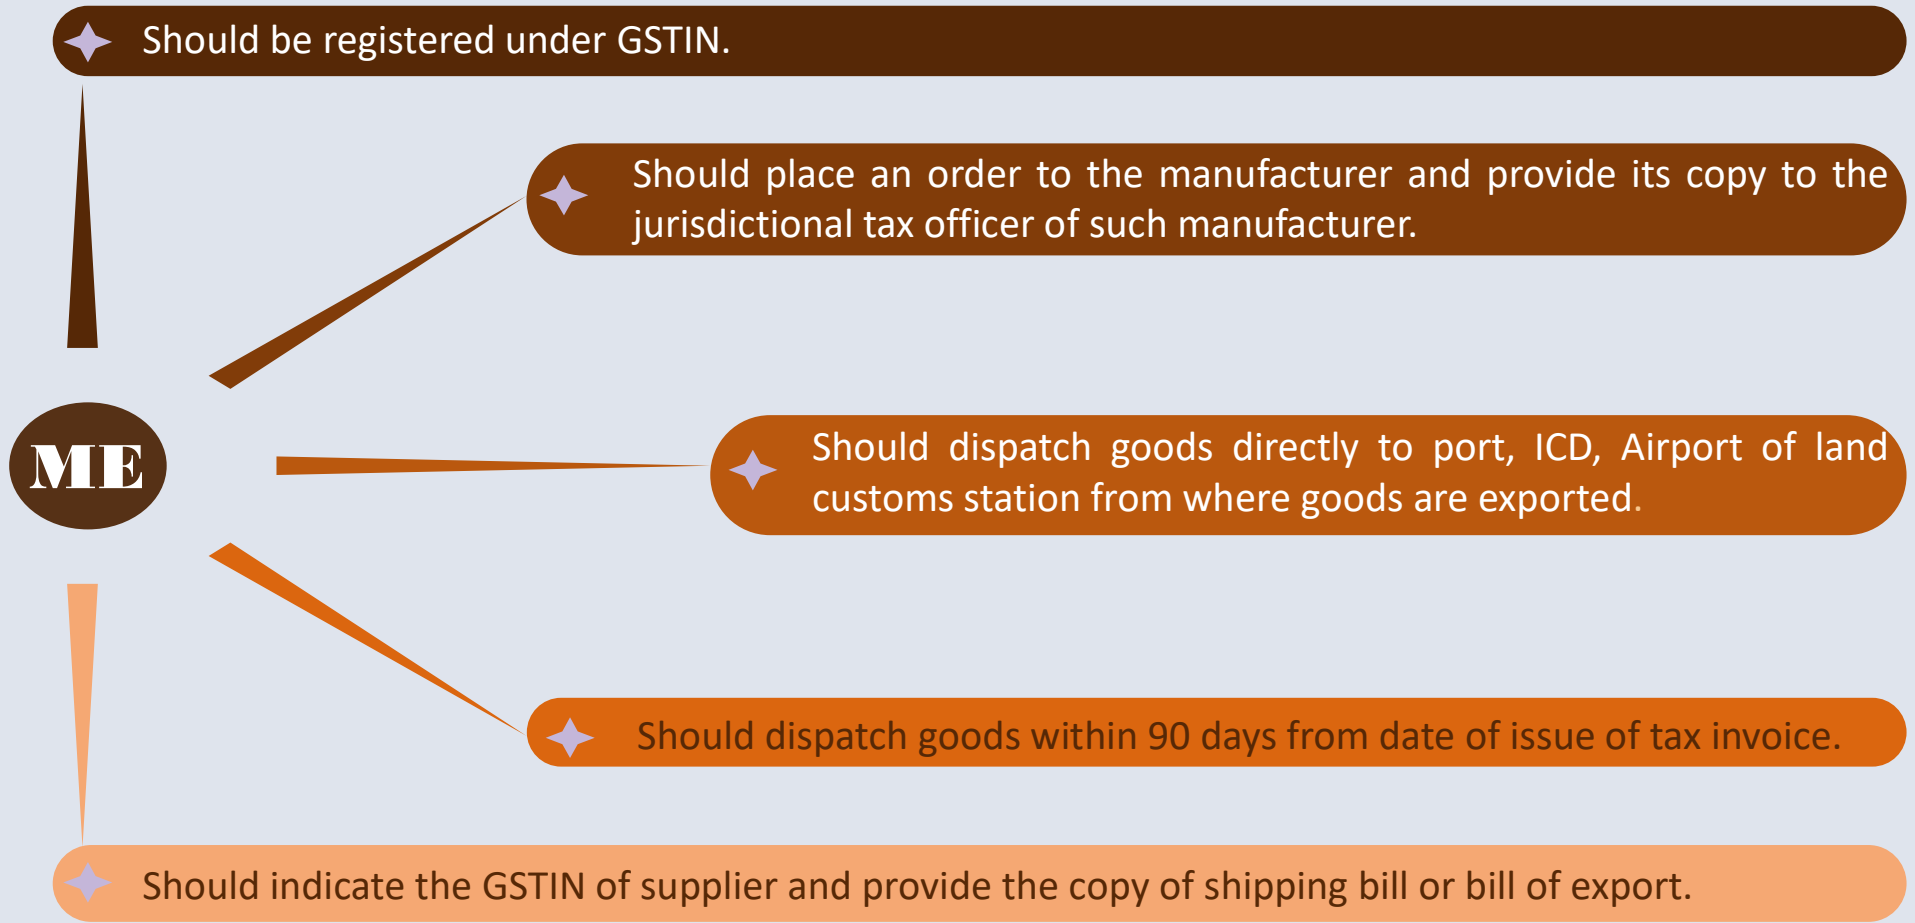 Should be registered under GSTIN.
Should place an order to the manufacturer and provide its copy to the
jurisdictional tax officer of such manufacturer.
Should dispatch goods directly to port, ICD, Airport of land
customs station from where goods are exported.
ME
Should dispatch goods within 90 days from date of issue of tax invoice.
Should indicate the GSTIN of supplier and provide the copy of shipping bill or bill of export.